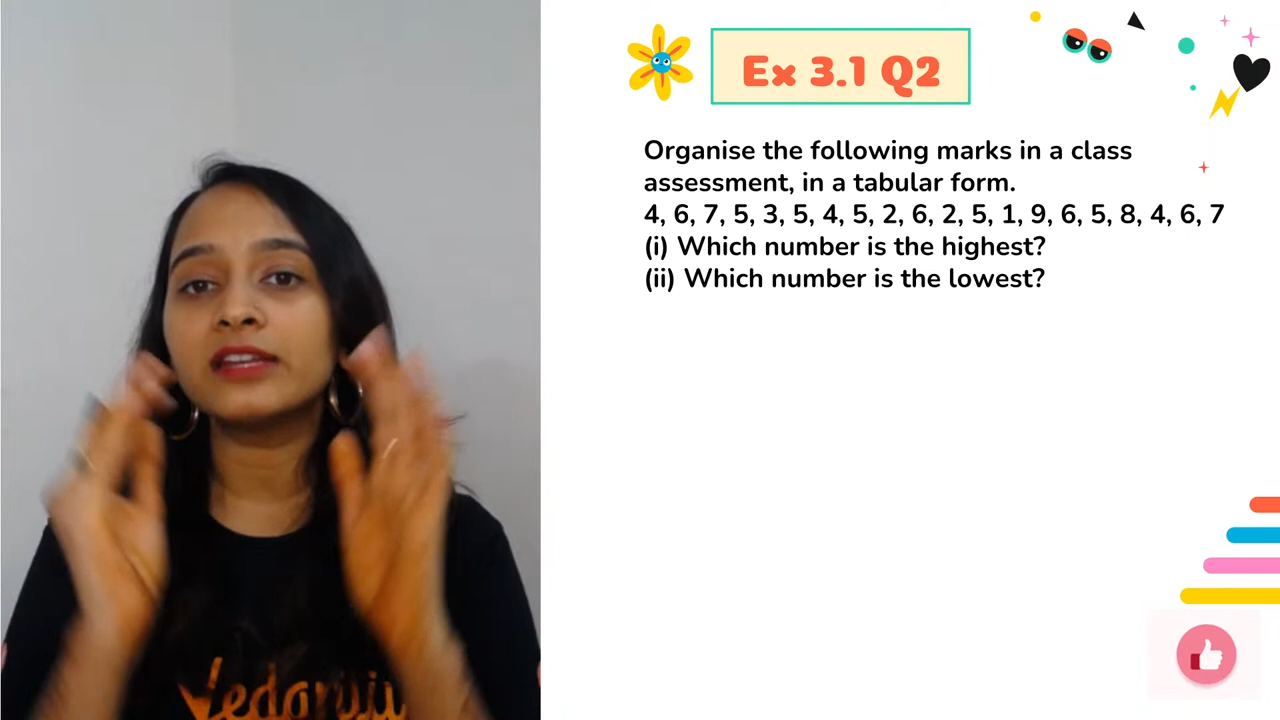 Ex 3.1 Q2
Organise the following marks in a class
assessment, in a tabular form.
4, 6, 7, 5, 3, 5, 4, 5, 2, 6, 2, 5, 1, 9, 6, 5, 8, 4, 6, 7
(i) Which number is the highest?
(ii) Which number is the lowest?